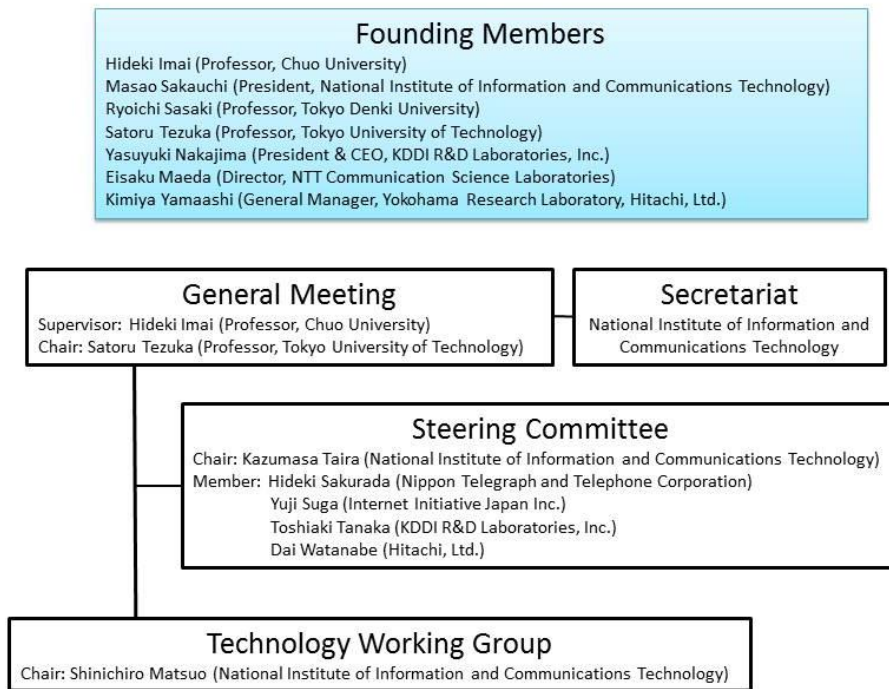 Founding Members
Hideki Imai (Professor, Chuo University)
Masao Sakauchi (President, National Institute of Information and Communications Technology)
Ryoichi Sasaki (Professor, Tokyo Denki University)
Satoru Tezuka (Professor, Tokyo University of Technology)
Yasuyuki Nakajima (President & CEO, KDDI R&D Laboratories, Inc.)
Eisaku Maeda (Director, NTT Communication Science Laboratories)
Kimiya Yamaashi (General Manager, Yokohama Research Laboratory, Hitachi, Ltd.)
General Meeting
Supervisor: Hideki Imai (Professor, Chuo University)
Chair: Satoru Tezuka (Professor, Tokyo University of Technology)
Secretariat
National Institute of Information and
Communications Technology
Steering Committee
Chair: Kazumasa Taira (National Institute of Information and Communications Technology)
Member: Hideki Sakurada (Nippon Telegraph and Telephone Corporation)
Yuji Suga (Internet Initiative Japan Inc.)
Toshiaki Tanaka (KDDI R&D Laboratories, Inc.)
Dai Watanabe (Hitachi, Ltd.)
Technology Working Group
Chair: Shinichiro Matsuo (National Institute of Information and Communications Technology)